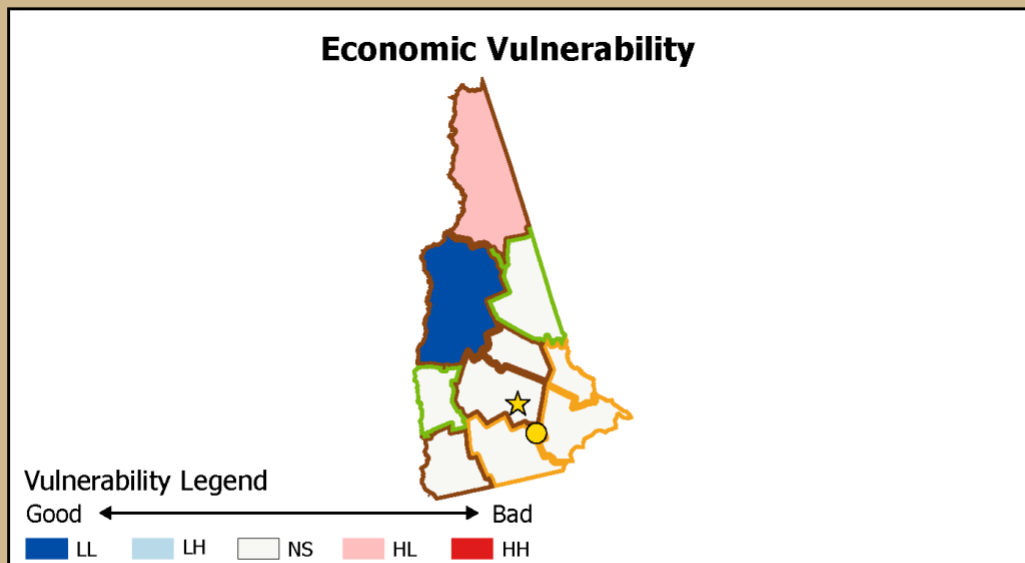 Economic Vulnerability
Vulnerability Legend
Good Bad
LL LH NS HL HH